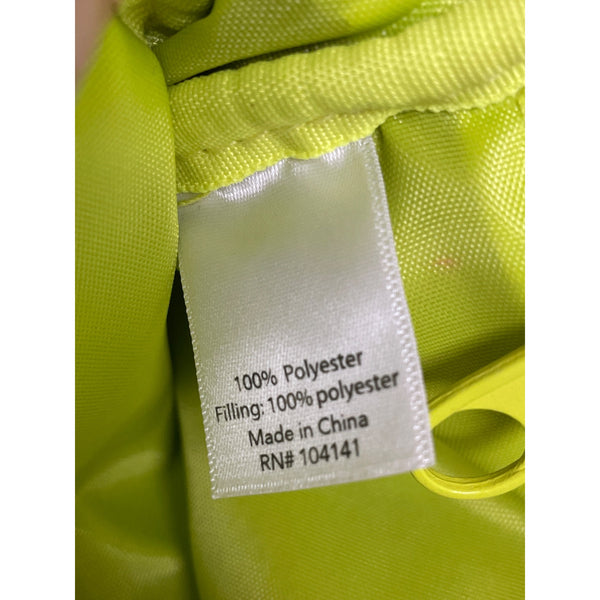 100% Polyester
Filling: 100% polyester
Made in China
RN# 104141